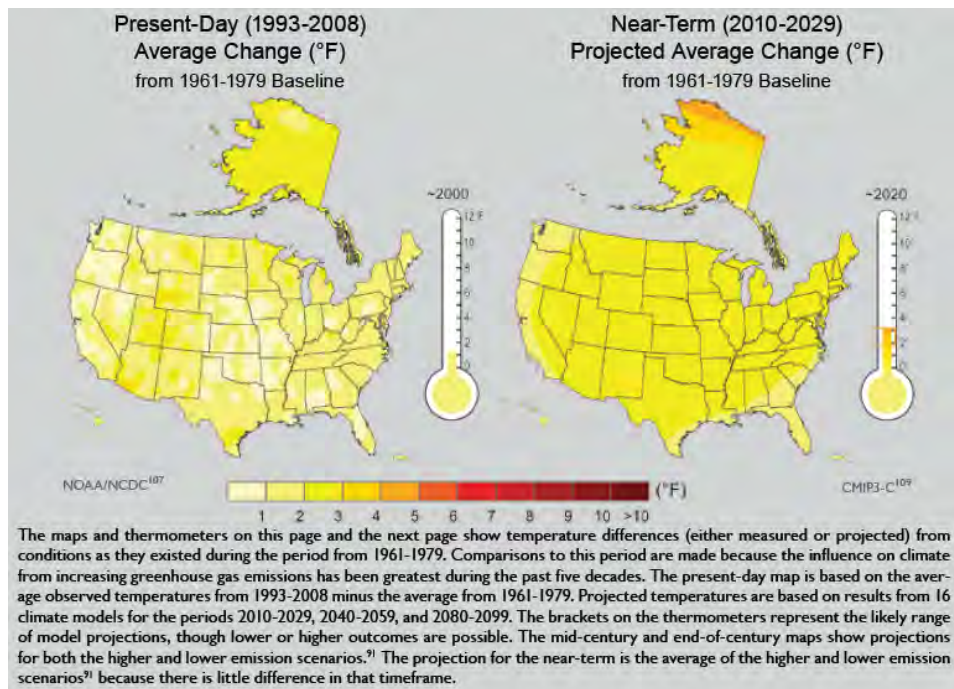 Present-Day (1993-2008)
Average Change (°F)
from 1961-1979 Baseline
Near-Term (2010-2029)
Projected Average Change (°F)
from 1961-1979 Baseline
~2000
12 F
10
8
6
4
2
0
~2020
12 F
10
8
6
4
2
0
NOAA/NCDC¹⁰⁷
(°F)
CMIP3-C¹⁰⁹
1 2 3 4 5 6 7 8 9 10 >10
The maps and thermometers on this page and the next page show temperature differences (either measured or projected) from
conditions as they existed during the period from 1961-1979. Comparisons to this period are made because the influence on climate
from increasing greenhouse gas emissions has been greatest during the past five decades. The present-day map is based on the aver-
age observed temperatures from 1993-2008 minus the average from 1961-1979. Projected temperatures are based on results from 16
climate models for the periods 2010-2029, 2040-2059, and 2080-2099. The brackets on the thermometers represent the likely range
of model projections, though lower or higher outcomes are possible. The mid-century and end-of-century maps show projections
for both the higher and lower emission scenarios.⁹¹ The projection for the near-term is the average of the higher and lower emission
scenarios⁹¹ because there is little difference in that timeframe.